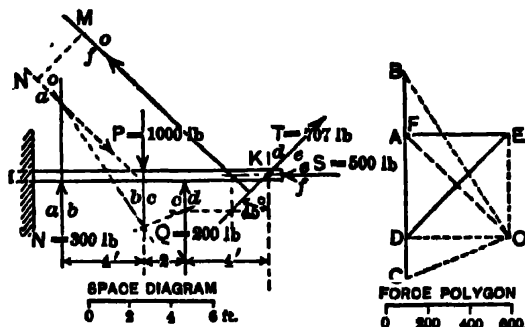 M
o
f
N
o
a
P = 1000 lb
T = 707 lb
K
d
e
S = 500 lb
f
a
b
b
c
c
d
45°
N = 300 lb
Q = 200 lb
4'
2'
4'
SPACE DIAGRAM
0 2 4 6 ft.
B
A
F
E
D
O
C
FORCE POLYGON
0 200 400 600